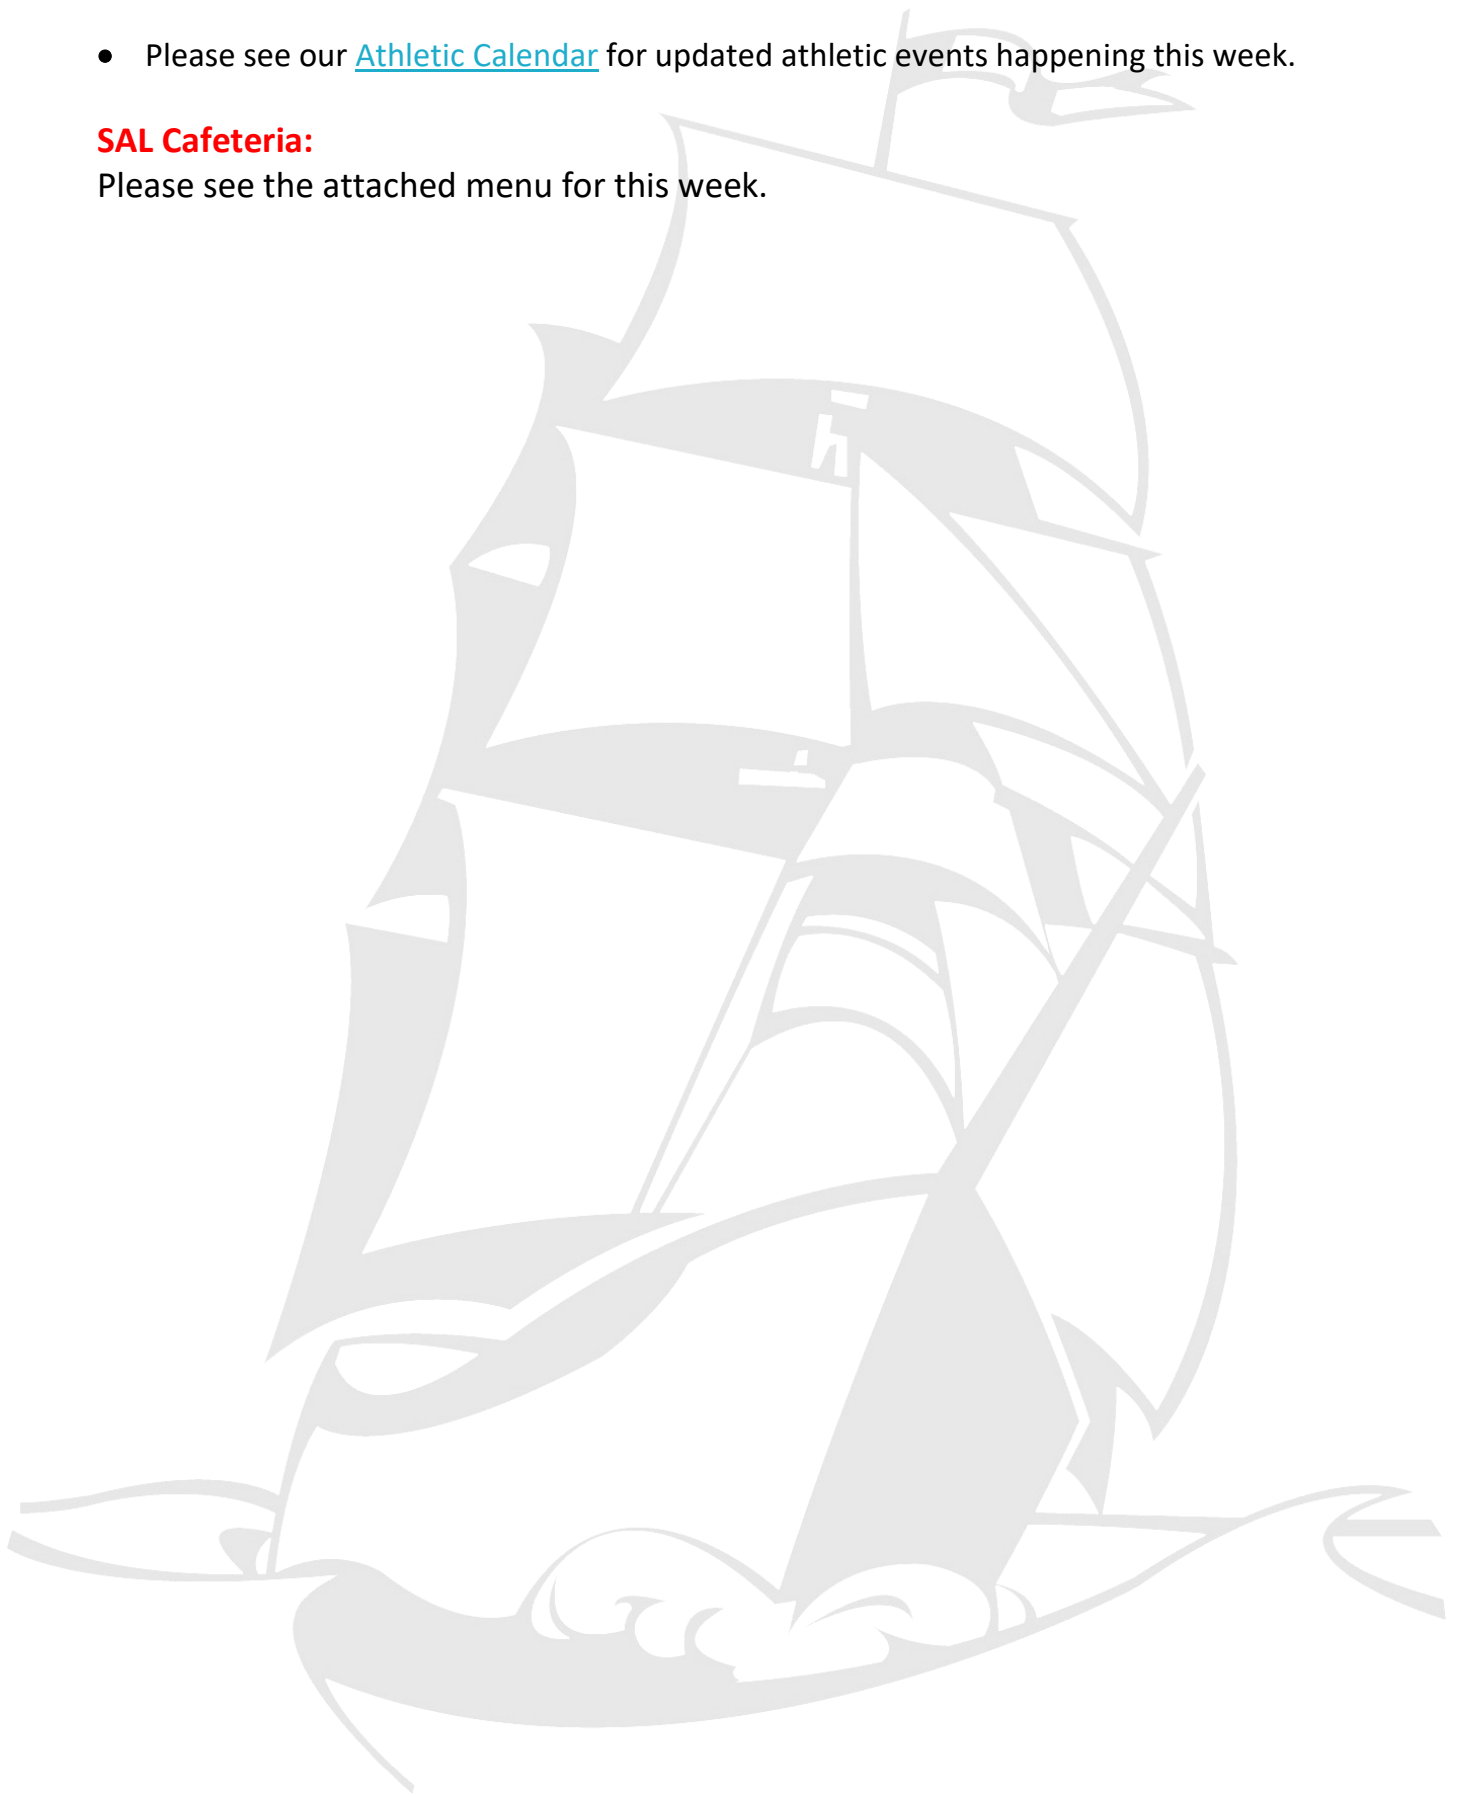 • Please see our Athletic Calendar for updated athletic events happening this week.
SAL Cafeteria:
Please see the attached menu for this week.